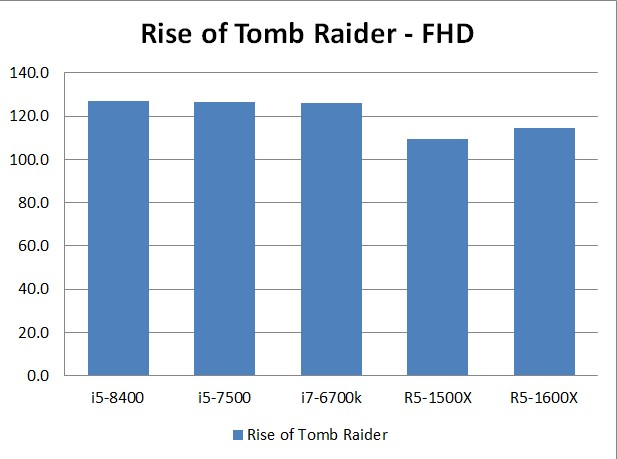 Rise of Tomb Raider - FHD
140.0
120.0
100.0
80.0
60.0
40.0
20.0
0.0
i5-8400 i5-7500 i7-6700k R5-1500X R5-1600X
Rise of Tomb Raider